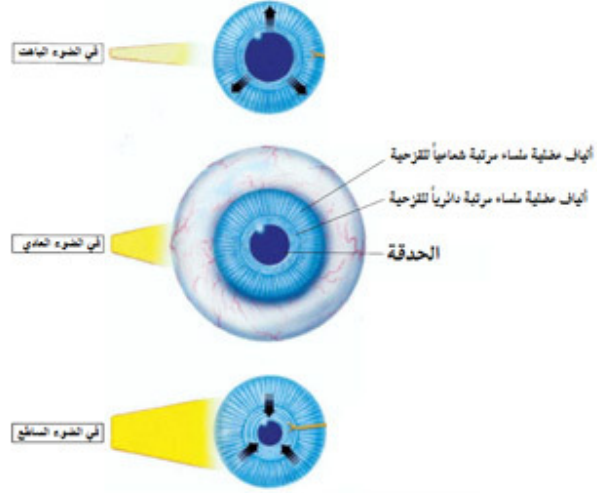 في الضوء الباهت
ألياف عضلية ملساء مرتبة شعاعياً للقزحية
ألياف عضلية ملساء مرتبة دائرياً للقزحية
في الضوء العادي
الحدقة
في الضوء الساطع